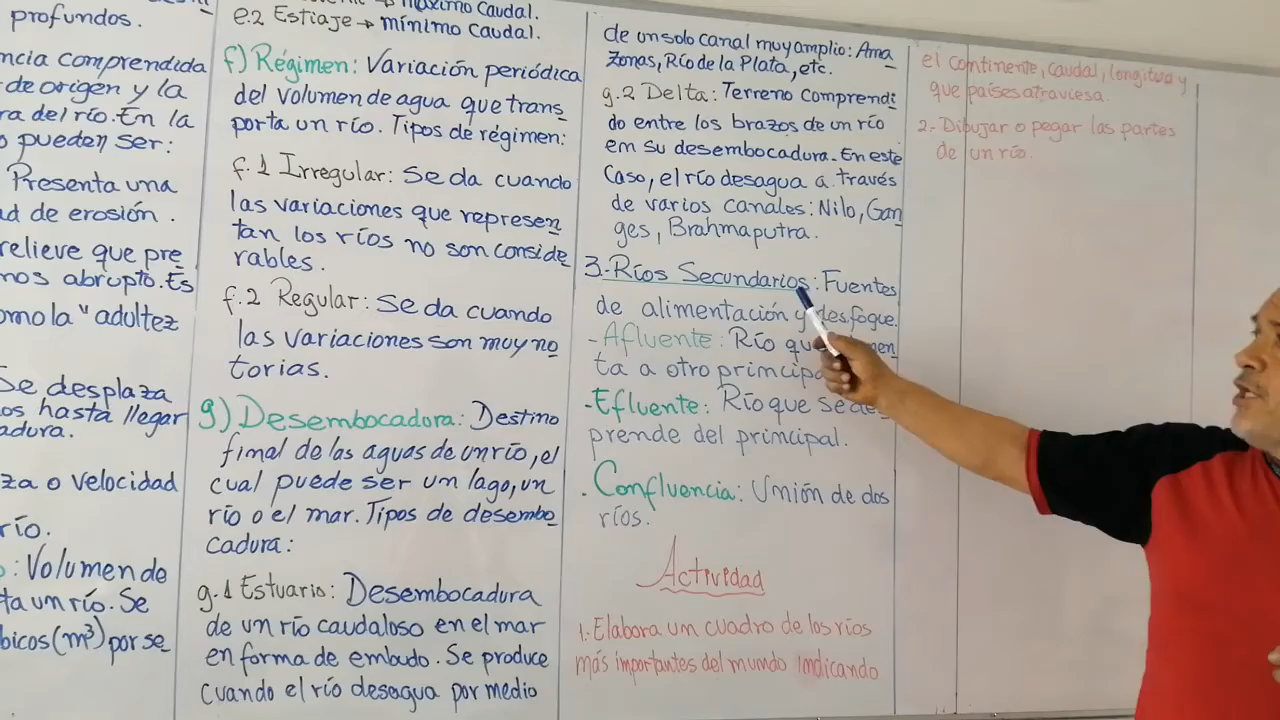 profundos.
ncia comprendida
de origen y la
ra del río. En la
o pueden ser:
Presenta una
ad de erosión.
relieve que pre
nos abrupto. Es
omo la "adultez
Se desplaza
os hasta llegar
adura.
za o velocidad
río.
: Volumen de
ta un río. Se
bicos (m³) por se
máximo caudal.
e.2 Estiaje → mínimo caudal.
f) Régimen: Variación periódica
del volumen de agua que trans
porta un río. Tipos de régimen:
f.1 Irregular: Se da cuando
las variaciones que represen
tan los ríos no son conside
rables.
f.2 Regular: Se da cuando
las variaciones son muy no
torias.
g) Desembocadura: Destino
final de las aguas de un río, el
cual puede ser un lago, un
río o el mar. Tipos de desembo
cadura:
g.1 Estuario: Desembocadura
de un río caudaloso en el mar
en forma de embudo. Se produce
cuando el río desagua por medio
de un solo canal muy amplio: Ama
zonas, Río de la Plata, etc.
g.2 Delta: Terreno comprendi
do entre los brazos de un río
em su desembocadura. En este
Caso, el río desagua a través
de varios canales: Nilo, Gan
ges, Brahmaputra.
3.- Ríos Secundarios: Fuentes
de alimentación y desfogue.
- Afluente: Río que
ta a otro principa
- Efluente: Río que se
prende del principal.
. Confluencia: Unión de dos
ríos.
Actividad
1.- Elabora un cuadro de los ríos
más importantes del mundo indicando
el continente, caudal, longitud y
que países atraviesa.
2.- Dibujar o pegar las partes
de un río.